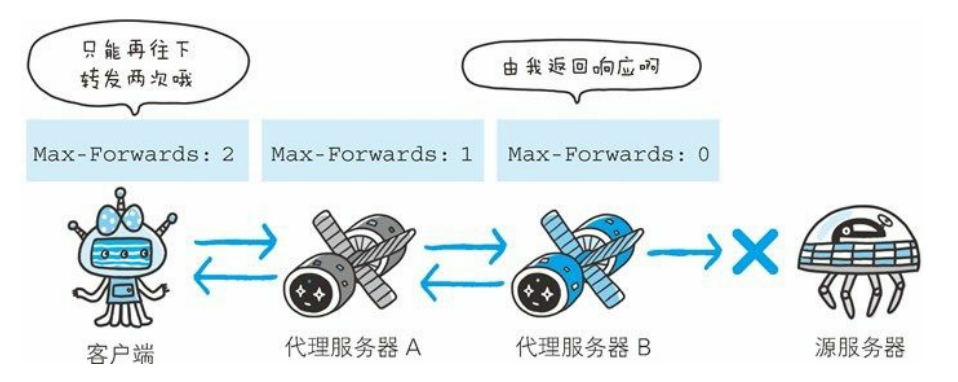 只能再往下
转发两次哦
由我返回响应啊
Max-Forwards: 2
Max-Forwards: 1
Max-Forwards: 0
客户端
代理服务器 A
代理服务器 B
源服务器